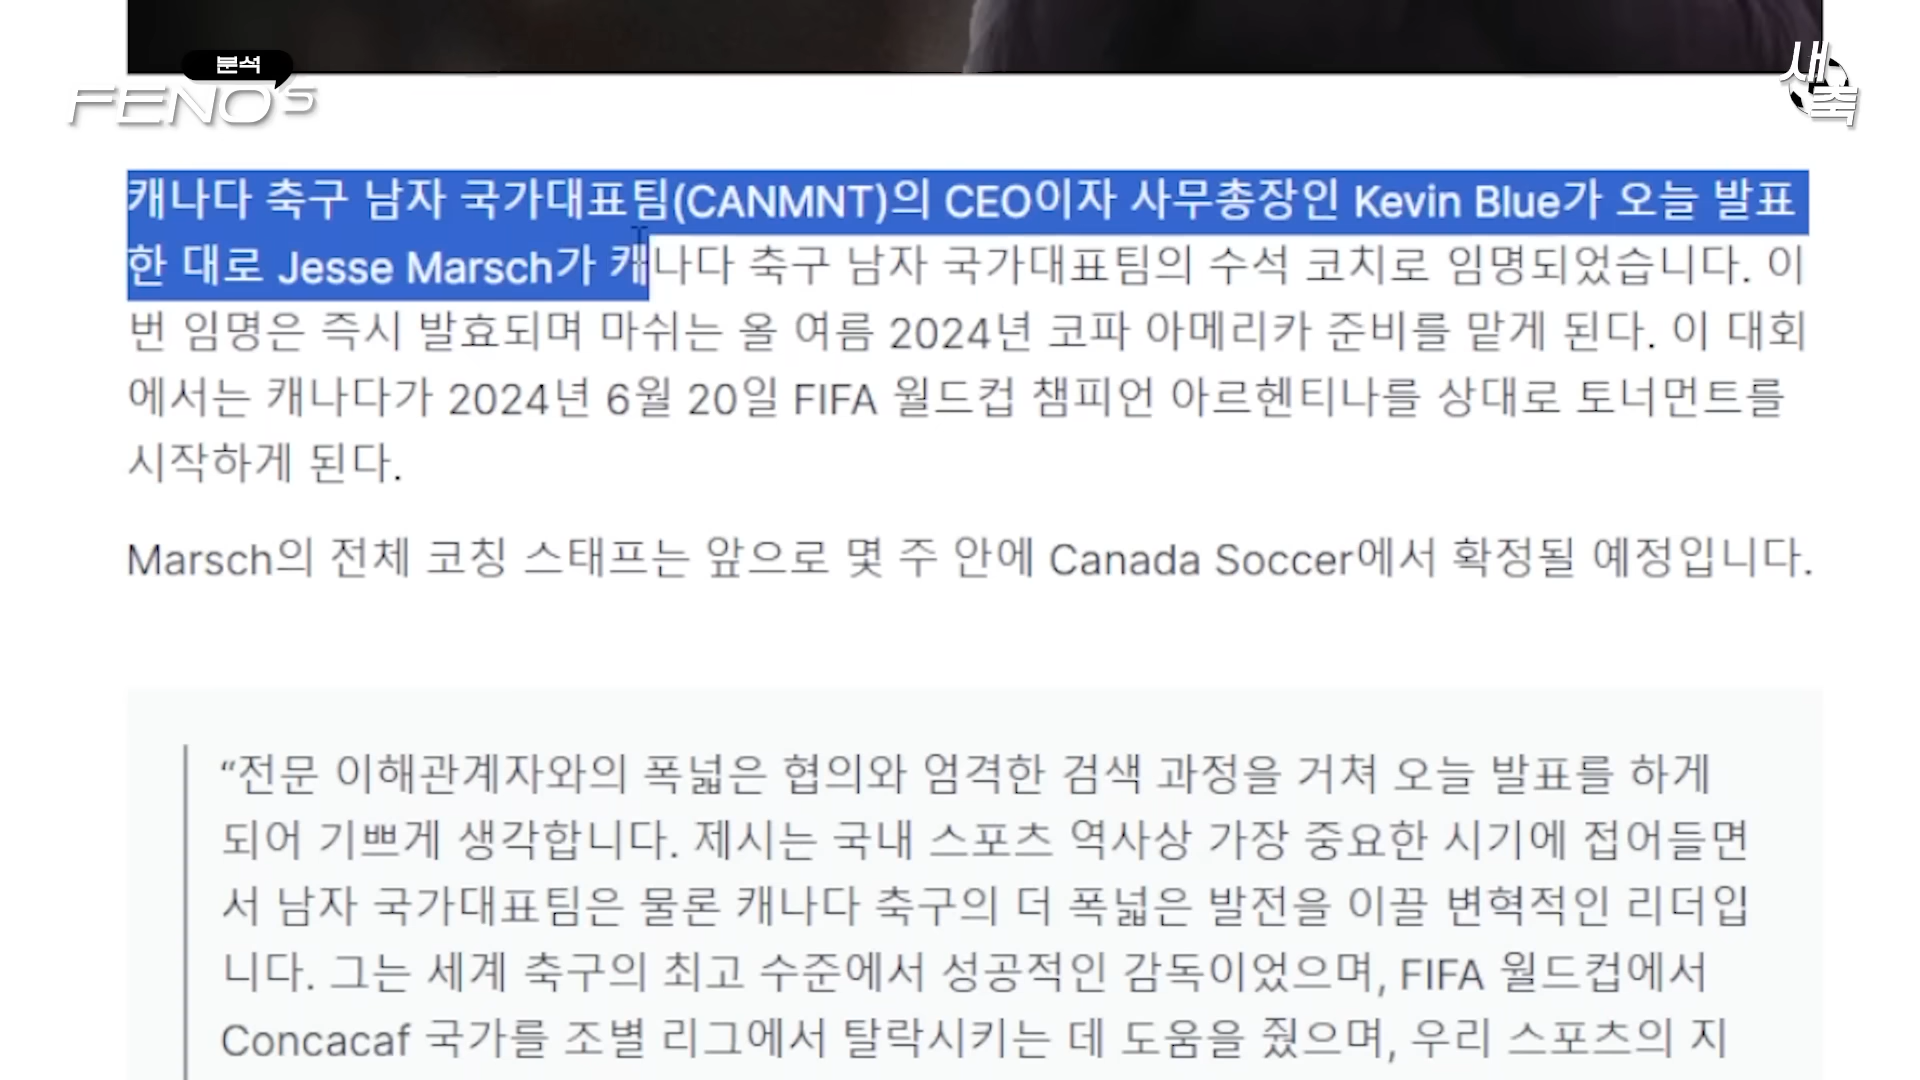 분석
FENO'S
새축
캐나다 축구 남자 국가대표팀(CANMNT)의 CEO이자 사무총장인 Kevin Blue가 오늘 발표
한 대로 Jesse Marsch가 캐나다 축구 남자 국가대표팀의 수석 코치로 임명되었습니다. 이
번 임명은 즉시 발효되며 마쉬는 올 여름 2024년 코파 아메리카 준비를 맡게 된다. 이 대회
에서는 캐나다가 2024년 6월 20일 FIFA 월드컵 챔피언 아르헨티나를 상대로 토너먼트를
시작하게 된다.
Marsch의 전체 코칭 스태프는 앞으로 몇 주 안에 Canada Soccer에서 확정될 예정입니다.
“전문 이해관계자와의 폭넓은 협의와 엄격한 검색 과정을 거쳐 오늘 발표를 하게
되어 기쁘게 생각합니다. 제시는 국내 스포츠 역사상 가장 중요한 시기에 접어들면
서 남자 국가대표팀은 물론 캐나다 축구의 더 폭넓은 발전을 이끌 변혁적인 리더입
니다. 그는 세계 축구의 최고 수준에서 성공적인 감독이었으며, FIFA 월드컵에서
Concacaf 국가를 조별 리그에서 탈락시키는 데 도움을 줬으며, 우리 스포츠의 지